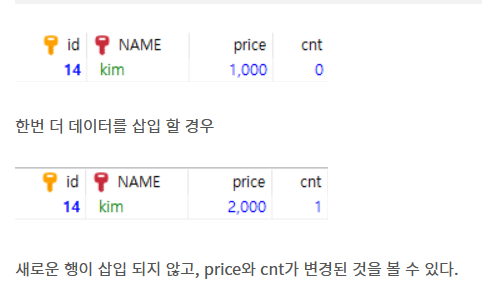 id NAME price cnt
14 kim 1,000 0
한번 더 데이터를 삽입 할 경우
id NAME price cnt
14 kim 2,000 1
새로운 행이 삽입 되지 않고, price와 cnt가 변경된 것을 볼 수 있다.